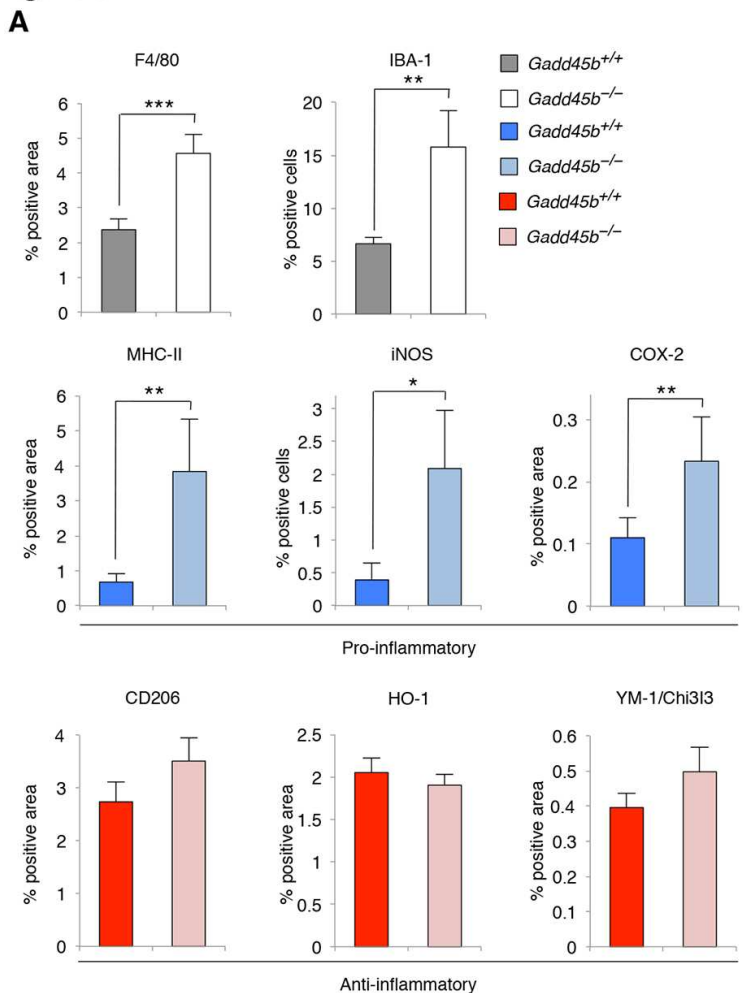 A
F4/80
IBA-1
Gadd45b+/+
Gadd45b−/−
Gadd45b+/+
Gadd45b−/−
Gadd45b+/+
Gadd45b−/−
***
**
% positive area
6
5
4
3
2
1
0
% positive cells
20
15
10
5
0
MHC-II
iNOS
COX-2
**
*
**
% positive area
6
5
4
3
2
1
0
% positive cells
3
2.5
2
1.5
1
0.5
0
% positive area
0.3
0.2
0.1
0
Pro-inflammatory
CD206
HO-1
YM-1/Chi3l3
% positive area
4
3
2
1
0
% positive area
2.5
2
1.5
1
0.5
0
% positive area
0.6
0.5
0.4
0.3
0.2
0.1
0
Anti-inflammatory